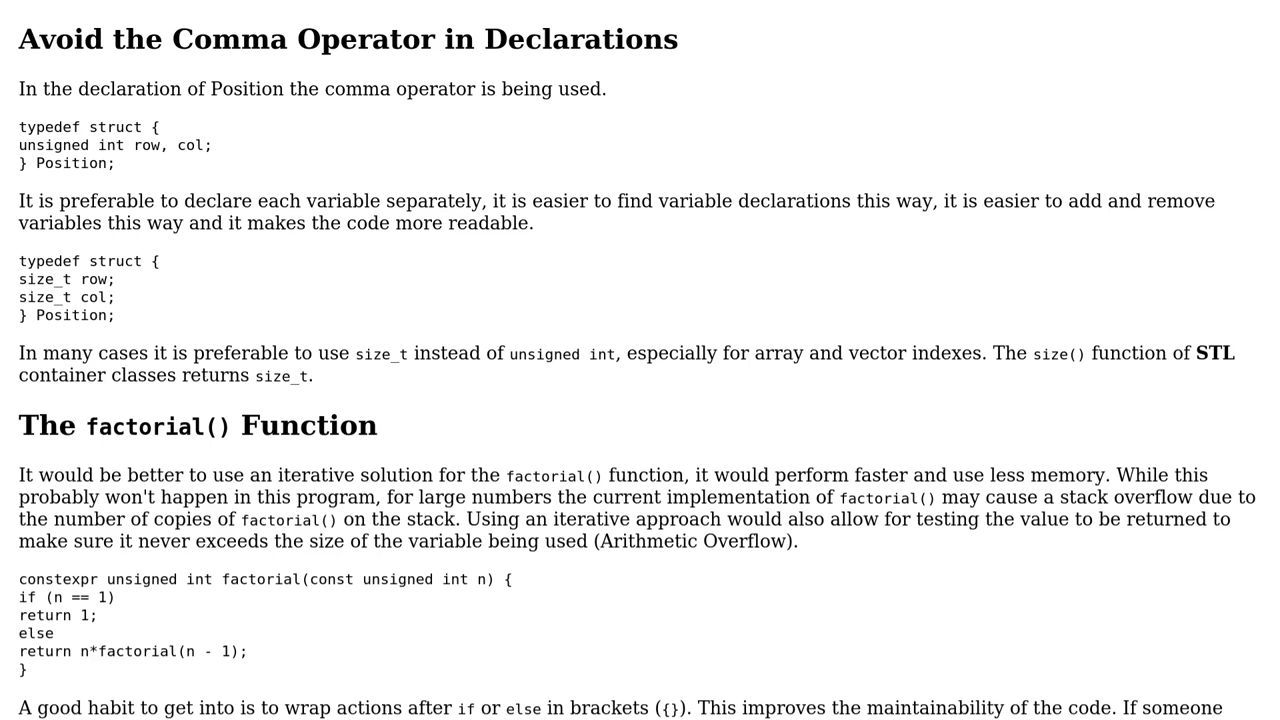 Avoid the Comma Operator in Declarations
In the declaration of Position the comma operator is being used.
typedef struct {
unsigned int row, col;
} Position;
It is preferable to declare each variable separately, it is easier to find variable declarations this way, it is easier to add and remove
variables this way and it makes the code more readable.
typedef struct {
size_t row;
size_t col;
} Position;
In many cases it is preferable to use size_t instead of unsigned int, especially for array and vector indexes. The size() function of STL
container classes returns size_t.
The factorial() Function
It would be better to use an iterative solution for the factorial() function, it would perform faster and use less memory. While this
probably won't happen in this program, for large numbers the current implementation of factorial() may cause a stack overflow due to
the number of copies of factorial() on the stack. Using an iterative approach would also allow for testing the value to be returned to
make sure it never exceeds the size of the variable being used (Arithmetic Overflow).
constexpr unsigned int factorial(const unsigned int n) {
if (n == 1)
return 1;
else
return n*factorial(n - 1);
}
A good habit to get into is to wrap actions after if or else in brackets ({}). This improves the maintainability of the code. If someone